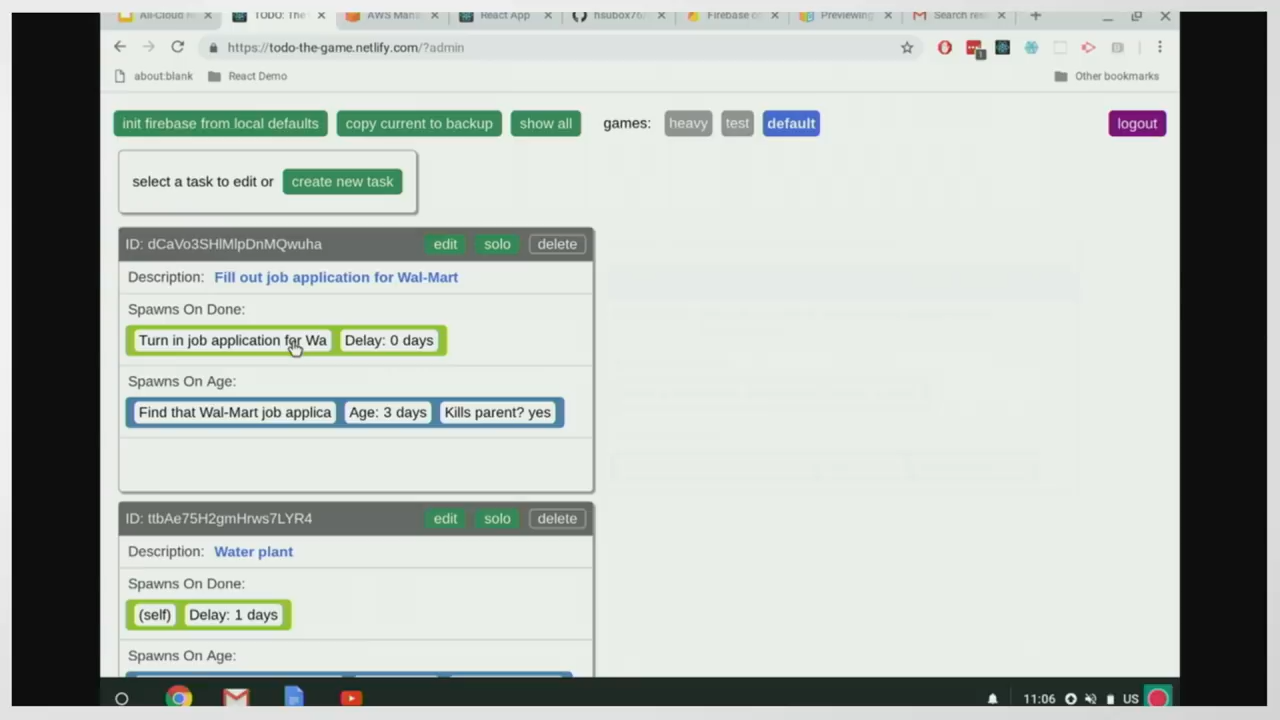 All-Cloud
TODO: The
AWS Man
React App
hsubox76
Firebase
Previewing
Search res
https://todo-the-game.netlify.com/?admin
about:blank
React Demo
Other bookmarks
init firebase from local defaults
copy current to backup
show all
games:
heavy
test
default
logout
select a task to edit or
create new task
ID: dCaVo3SHlMlpDnMQwuha
edit
solo
delete
Description: Fill out job application for Wal-Mart
Spawns On Done:
Turn in job application for Wa
Delay: 0 days
Spawns On Age:
Find that Wal-Mart job applica
Age: 3 days
Kills parent? yes
ID: ttbAe75H2gmHrws7LYR4
edit
solo
delete
Description: Water plant
Spawns On Done:
(self)
Delay: 1 days
Spawns On Age:
11:06
US